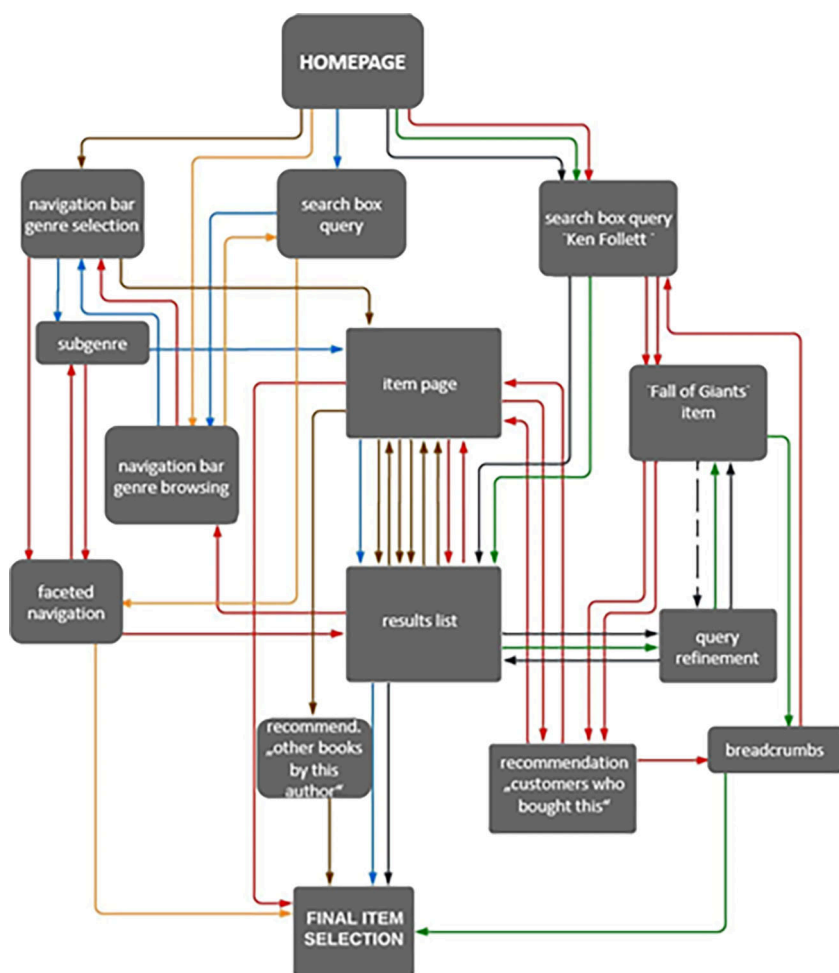 HOMEPAGE
navigation bar
genre selection
search box
query
search box query
¨Ken Follett ¨
subgenre
item page
¨Fall of Giants¨
item
navigation bar
genre browsing
faceted
navigation
results list
query
refinement
recommend.
„other books
by this
author“
recommendation
„customers who
bought this“
breadcrumbs
FINAL ITEM
SELECTION